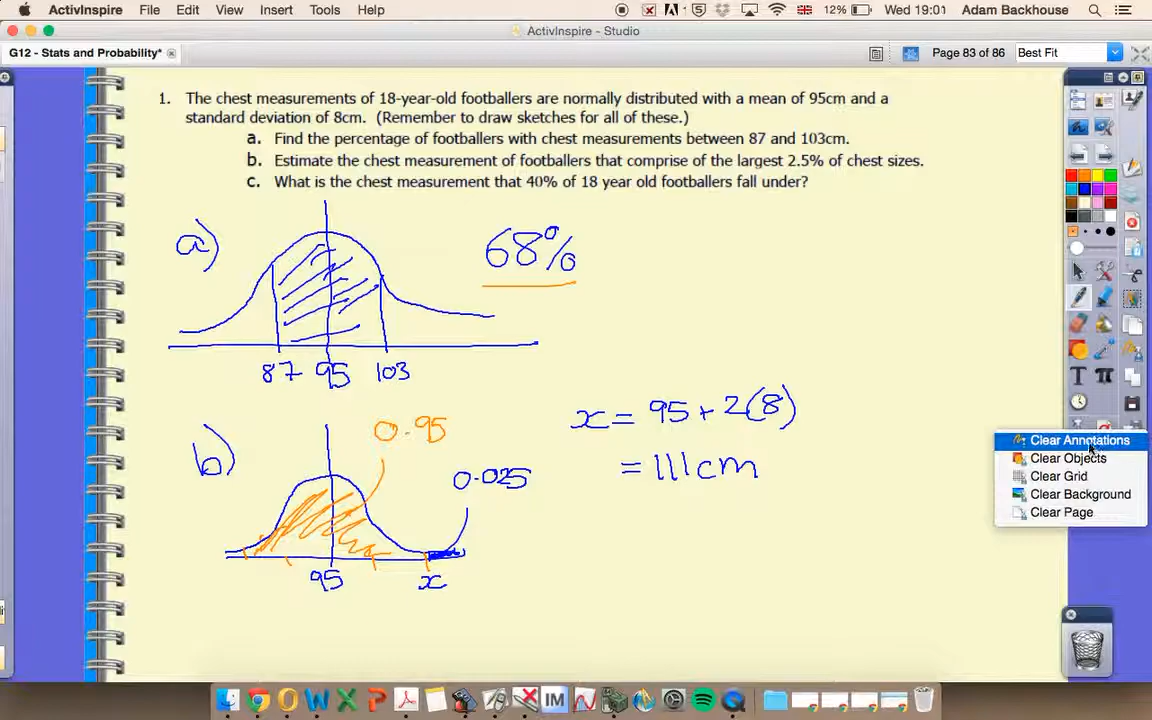 ActivInspire File Edit View Insert Tools Help 12% Wed 19:01 Adam Backhouse
ActivInspire - Studio
G12 - Stats and Probability* Page 83 of 86 Best Fit
1. The chest measurements of 18-year-old footballers are normally distributed with a mean of 95cm and a
standard deviation of 8cm. (Remember to draw sketches for all of these.)
a. Find the percentage of footballers with chest measurements between 87 and 103cm.
b. Estimate the chest measurement of footballers that comprise of the largest 2.5% of chest sizes.
c. What is the chest measurement that 40% of 18 year old footballers fall under?
a) 68%
87 95 103
x = 95 + 2(8)
= 111cm
b) 0.95
0.025
95 x
Clear Annotations
Clear Objects
Clear Grid
Clear Background
Clear Page
T π
W X P IM